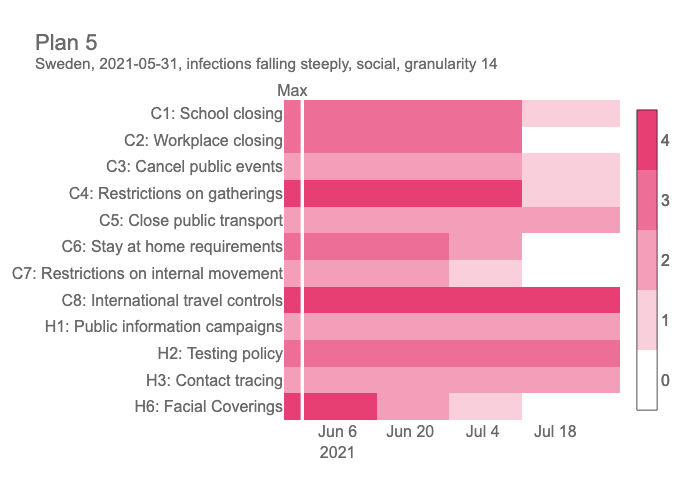 Plan 5
Sweden, 2021-05-31, infections falling steeply, social, granularity 14
Max
C1: School closing
C2: Workplace closing
C3: Cancel public events
C4: Restrictions on gatherings
C5: Close public transport
C6: Stay at home requirements
C7: Restrictions on internal movement
C8: International travel controls
H1: Public information campaigns
H2: Testing policy
H3: Contact tracing
H6: Facial Coverings
Jun 6 Jun 20 Jul 4 Jul 18
2021
4
3
2
1
0